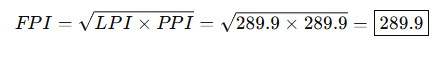 FPI = √(LPI × PPI) = √(289.9 × 289.9) = 289.9